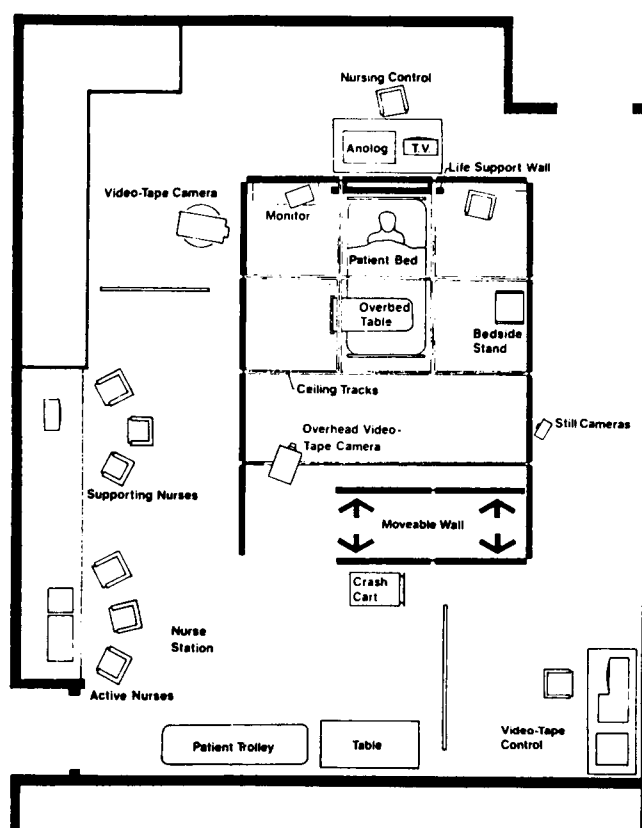 Nursing Control
Anolog
T.V.
Life Support Wall
Video-Tape Camera
Monitor
Patient Bed
Overbed
Table
Bedside
Stand
Ceiling Tracks
Overhead Video-
Tape Camera
Still Cameras
Supporting Nurses
Moveable Wall
Crash
Cart
Nurse
Station
Active Nurses
Video-Tape
Control
Patient Trolley
Table